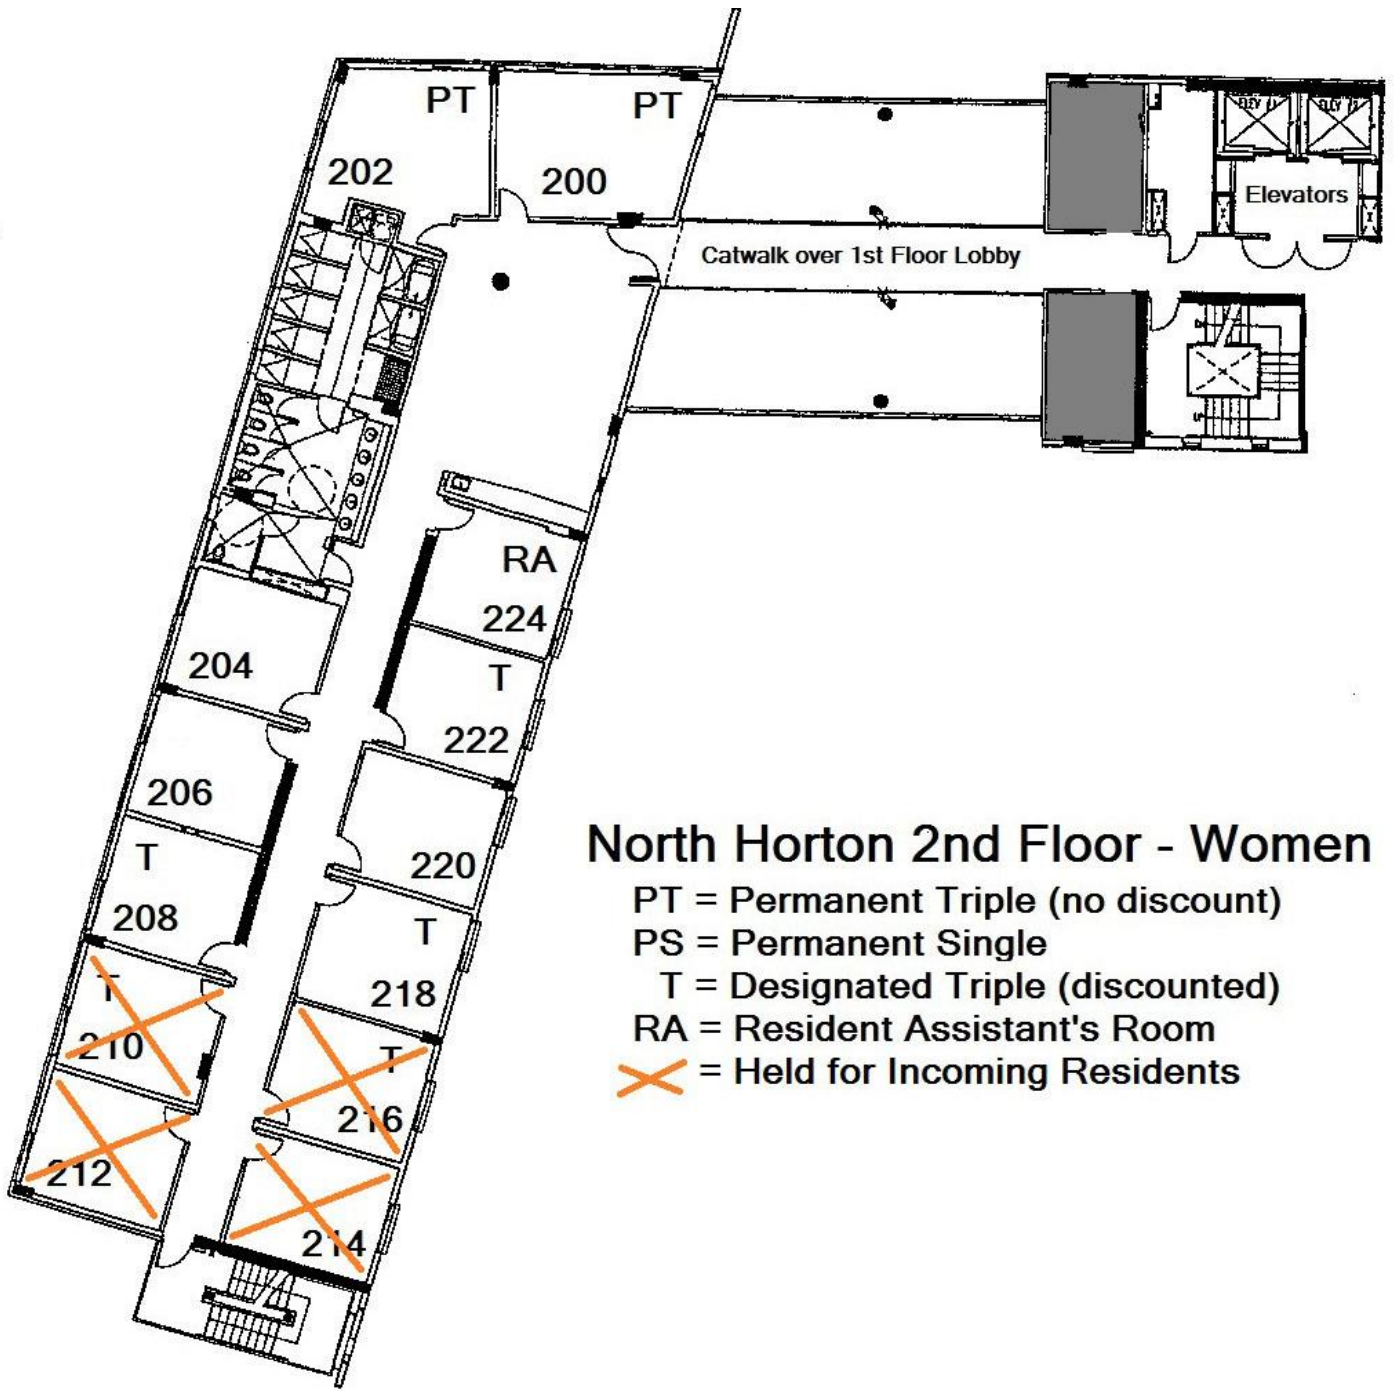 PT
PT
202
200
ELEV
ELEV
Elevators
Catwalk over 1st Floor Lobby
RA
224
204
T
222
206
T
208
220
T
218
T
210
T
216
212
214
North Horton 2nd Floor - Women
PT = Permanent Triple (no discount)
PS = Permanent Single
T = Designated Triple (discounted)
RA = Resident Assistant's Room
= Held for Incoming Residents